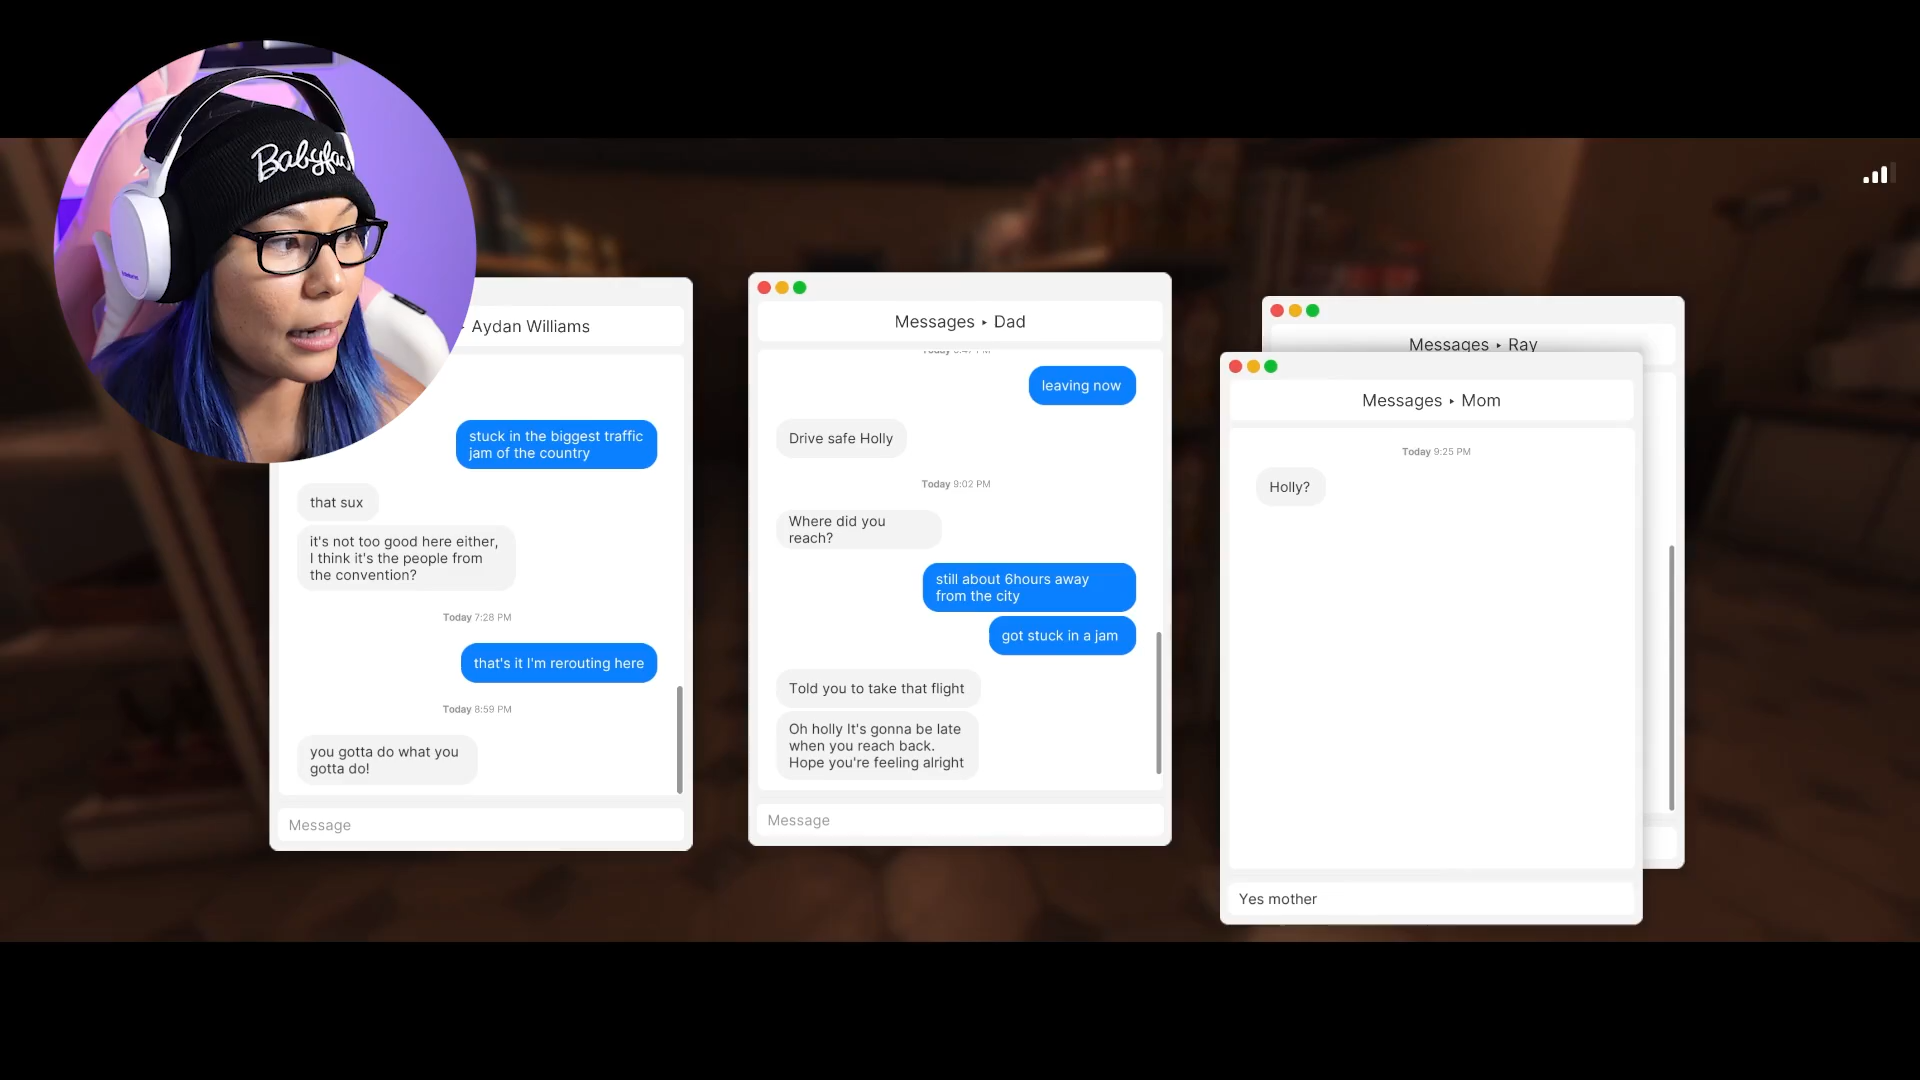 Aydan Williams
stuck in the biggest traffic
jam of the country
that sux
it's not too good here either,
I think it's the people from
the convention?
Today 7:28 PM
that's it I'm rerouting here
Today 8:59 PM
you gotta do what you
gotta do!
Message
Messages ▸ Dad
leaving now
Drive safe Holly
Today 9:02 PM
Where did you
reach?
still about 6hours away
from the city
got stuck in a jam
Told you to take that flight
Oh holly It's gonna be late
when you reach back.
Hope you're feeling alright
Message
Messages ▸ Ray
Messages ▸ Mom
Today 9:25 PM
Holly?
Yes mother